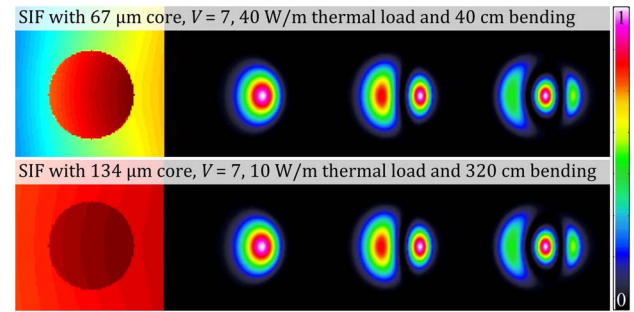 SIF with 67 μm core, V = 7, 40 W/m thermal load and 40 cm bending
1
SIF with 134 μm core, V = 7, 10 W/m thermal load and 320 cm bending
0